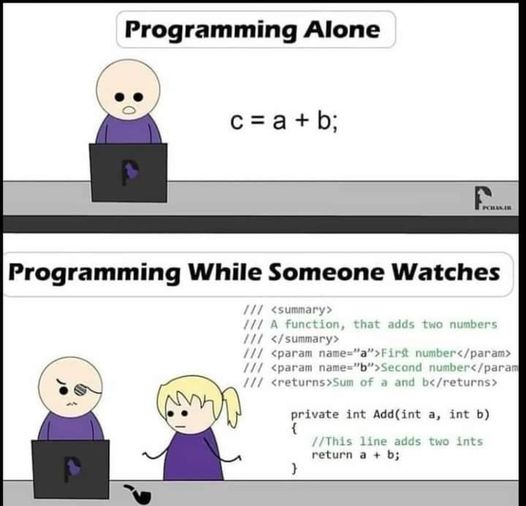 Programming Alone
c = a + b;
PCHAS.IR
Programming While Someone Watches
/// <summary>
/// A function, that adds two numbers
/// </summary>
/// <param name="a">First number</param>
/// <param name="b">Second number</param
/// <returns>Sum of a and b</returns>
private int Add(int a, int b)
{
//This line adds two ints
return a + b;
}